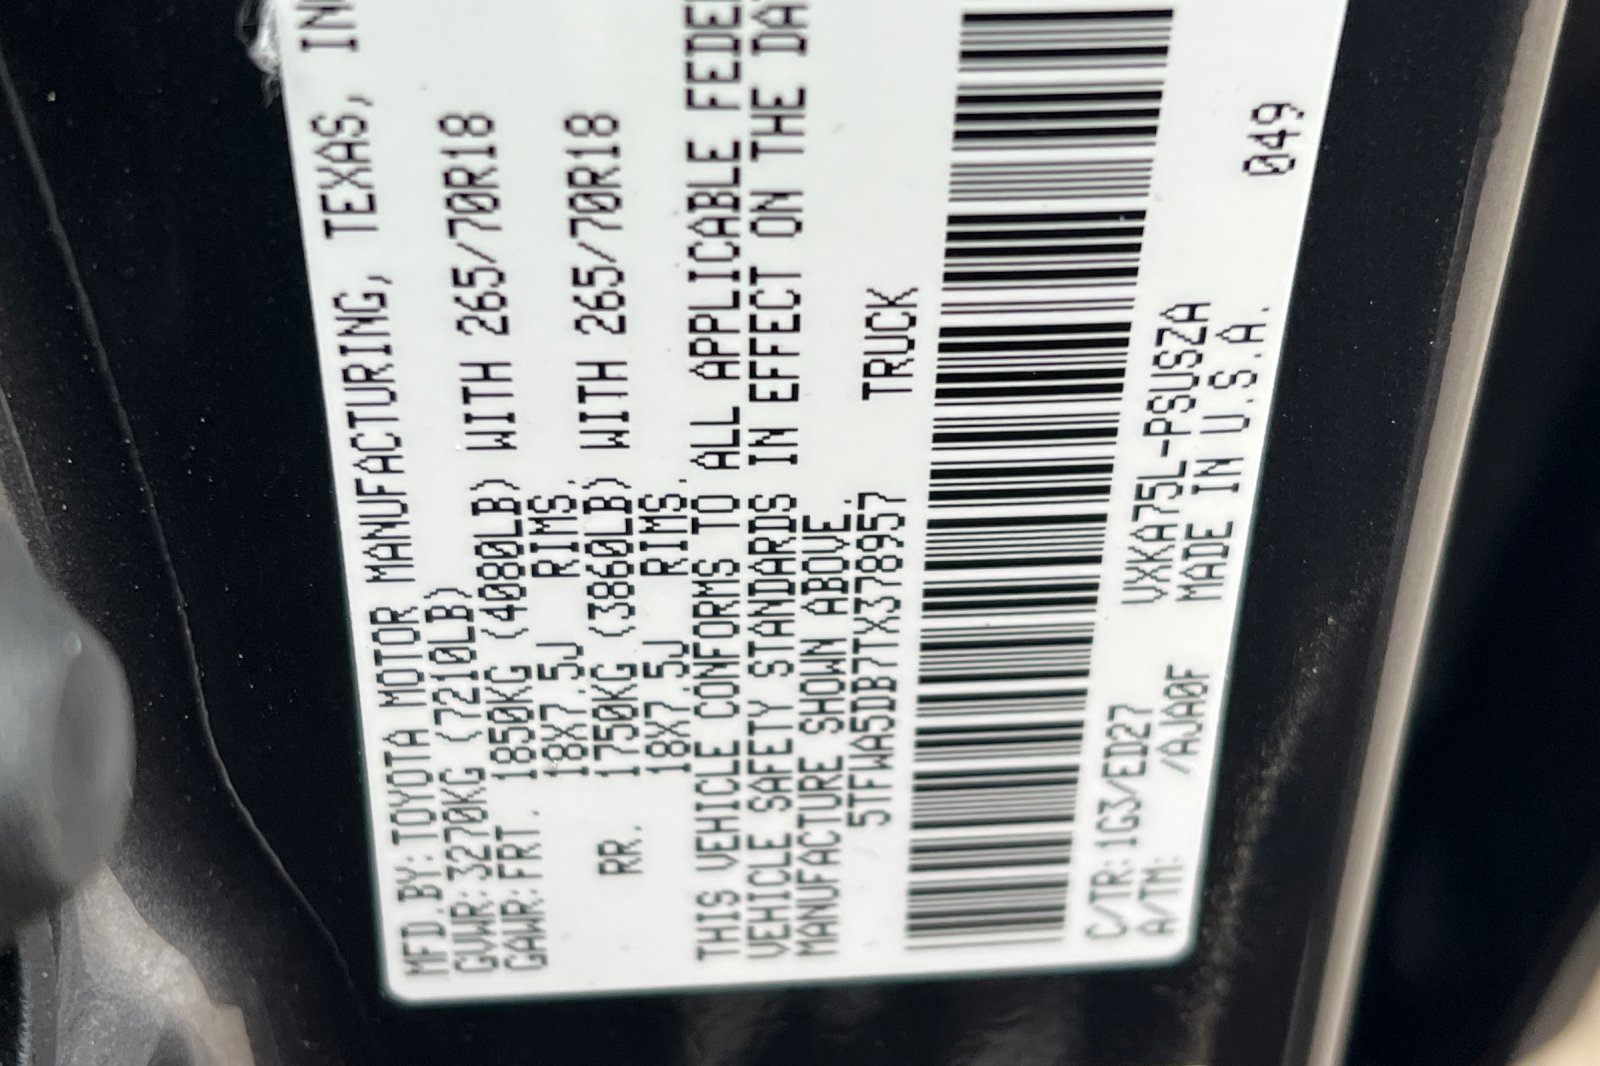 MFD.BY: TOYOTA MOTOR MANUFACTURING, TEXAS, IN
GVWR: 3270KG (7210LB)
GAWR: FRT. 1850KG (4080LB) WITH 265/70R18
18X7.5J RIMS,
RR. 1750KG (3860LB) WITH 265/70R18
18X7.5J RIMS,
THIS VEHICLE CONFORMS TO ALL APPLICABLE FEDE
VEHICLE SAFETY STANDARDS IN EFFECT ON THE DA
MANUFACTURE SHOWN ABOVE.
5TFWA5DB7TX378957 TRUCK
C/TR: 1G3/ED27 VXKA75L-PSUSZA 049
A/TM: /AJA0F MADE IN U.S.A.